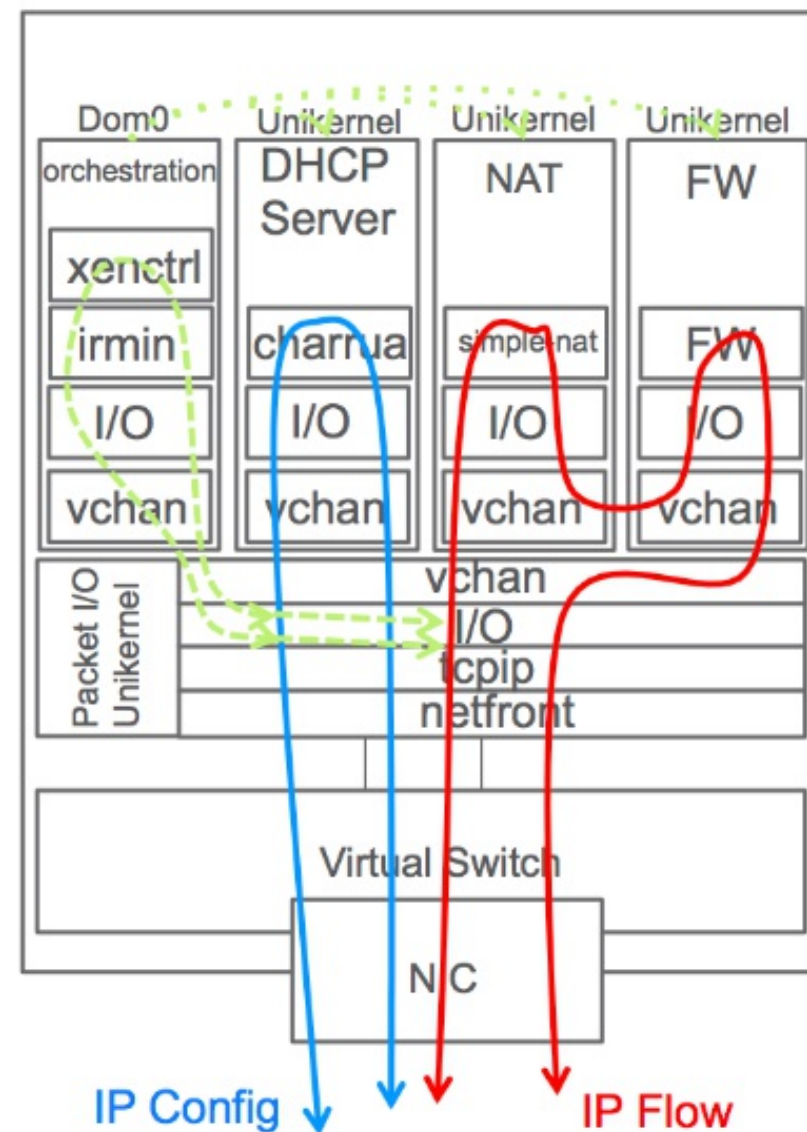 Dom0
Unikernel
Unikernel
Unikernel
orchestration
DHCP
Server
NAT
FW
xenctrl
irmin
charrua
simple-nat
FW
I/O
I/O
I/O
I/O
vchan
vchan
vchan
vchan
Packet I/O
Unikernel
vchan
I/O
tcpip
netfront
Virtual Switch
NIC
IP Config
IP Flow